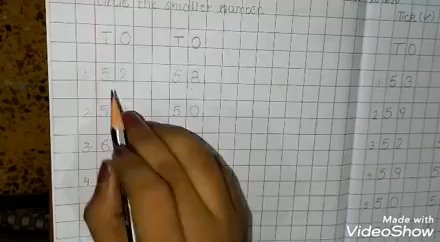 the smaller number.
Tick (✓)
T O T O
T O
1. 5 2 5 8
1. 5 3
2. 5 5 0
2 5 9
3. 6
3 5 2
4.
4 5 9
5 5 0
Made with
VideoShow